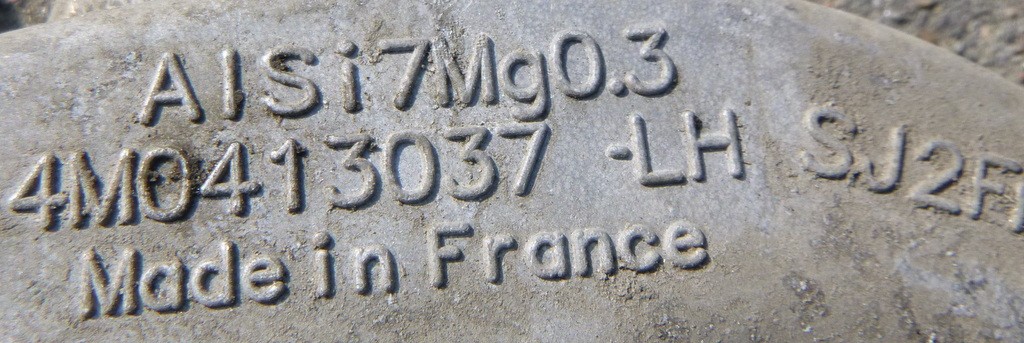 AlSi7Mg0.3
4M0413037 -LH SJ2F
Made in France